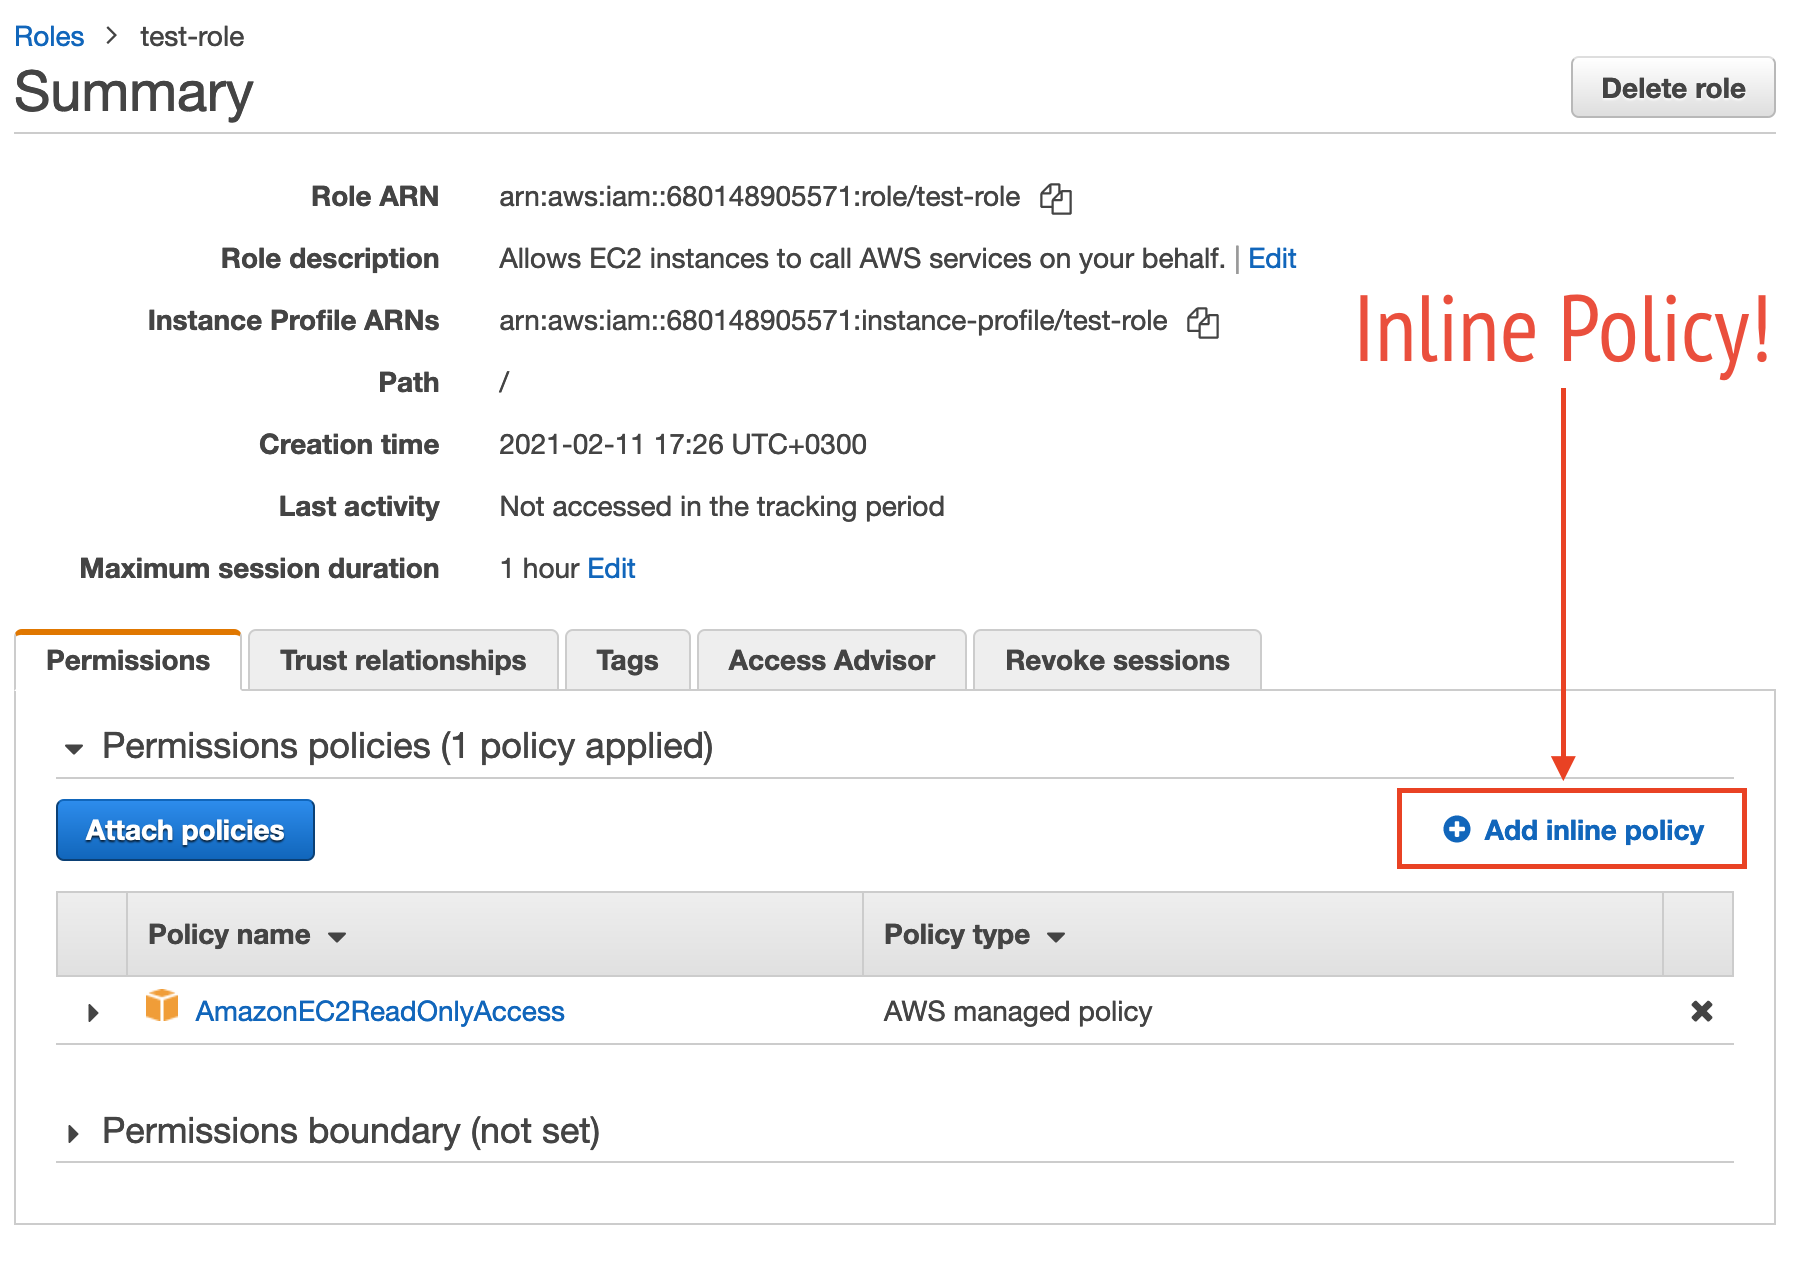 Roles > test-role
Summary
Delete role
Role ARN arn:aws:iam::680148905571:role/test-role
Role description Allows EC2 instances to call AWS services on your behalf. | Edit
Instance Profile ARNs arn:aws:iam::680148905571:instance-profile/test-role
Inline Policy!
Path /
Creation time 2021-02-11 17:26 UTC+0300
Last activity Not accessed in the tracking period
Maximum session duration 1 hour Edit
Permissions Trust relationships Tags Access Advisor Revoke sessions
Permissions policies (1 policy applied)
Attach policies Add inline policy
Policy name Policy type
AmazonEC2ReadOnlyAccess AWS managed policy
Permissions boundary (not set)